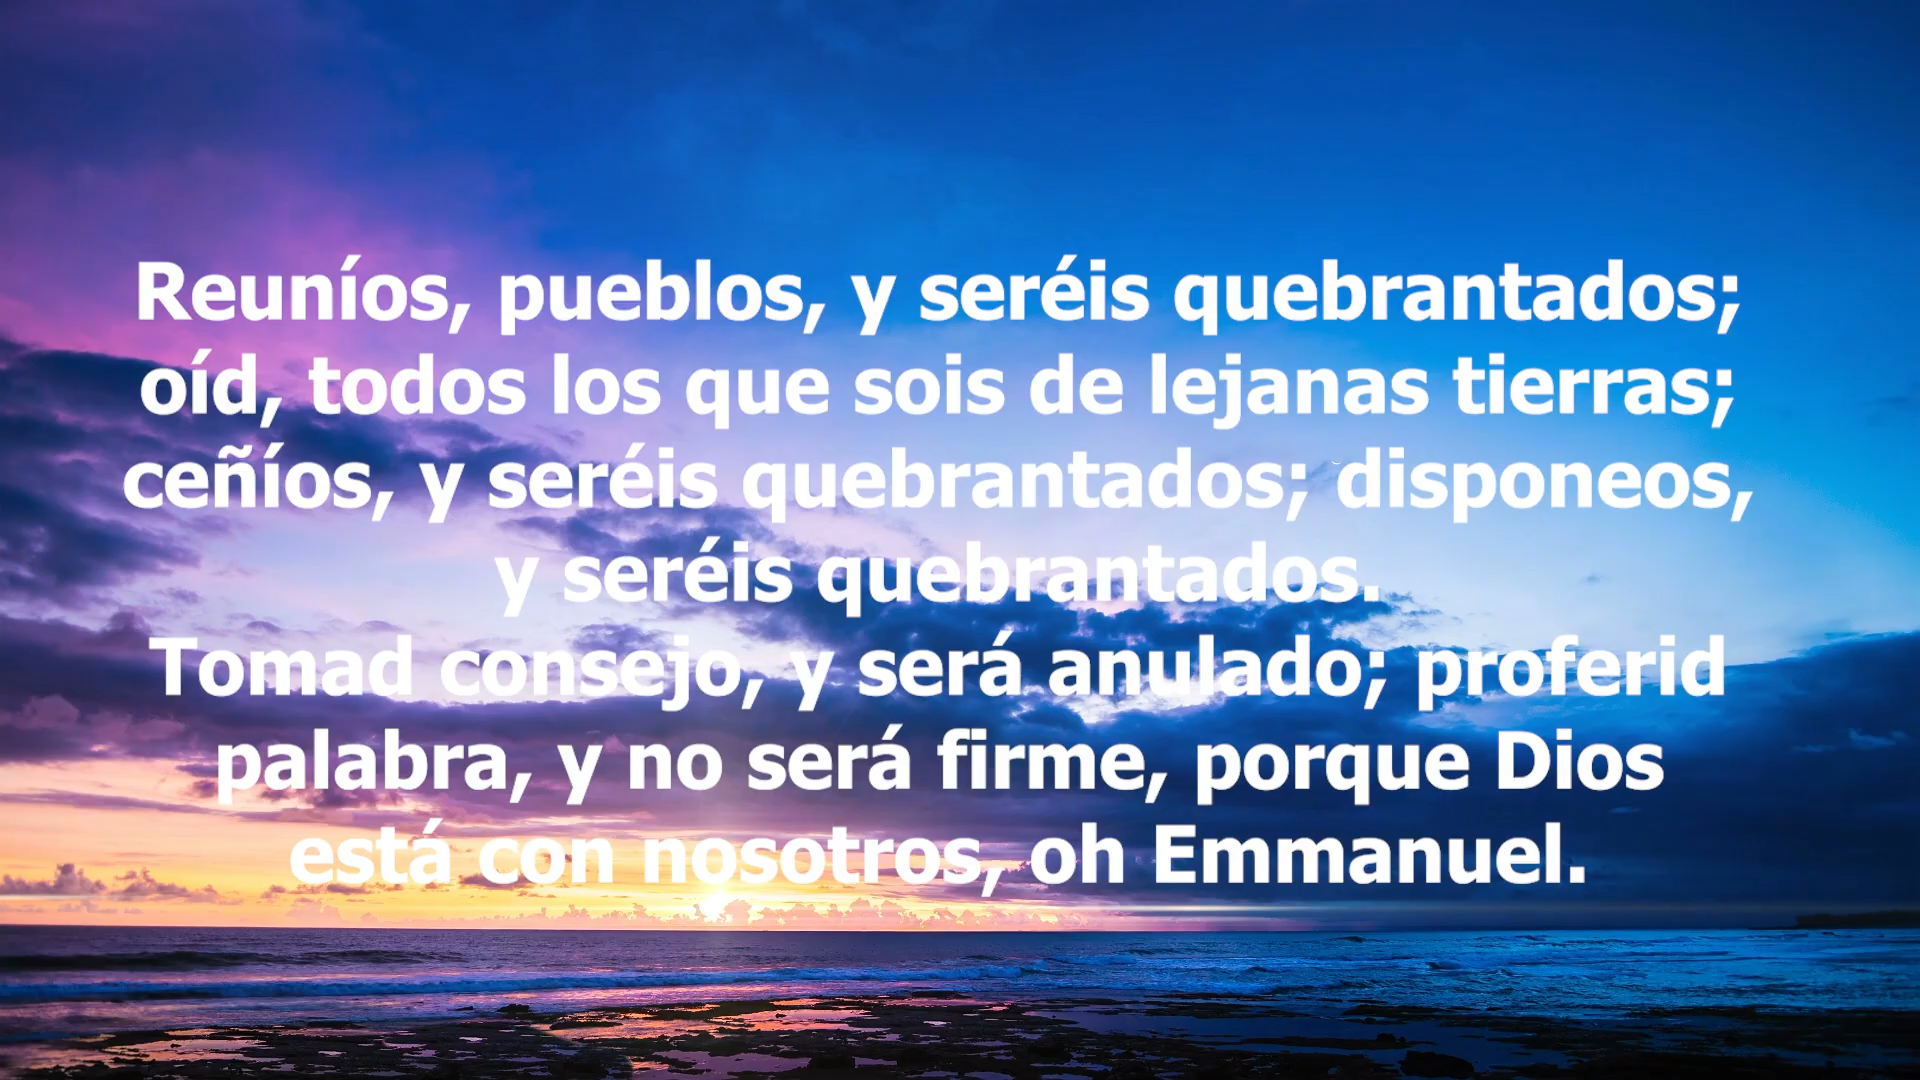 Reuníos, pueblos, y seréis quebrantados;
oíd, todos los que sois de lejanas tierras;
ceñíos, y seréis quebrantados; disponeos,
y seréis quebrantados.
Tomad consejo, y será anulado; proferid
palabra, y no será firme, porque Dios
está con nosotros, oh Emmanuel.